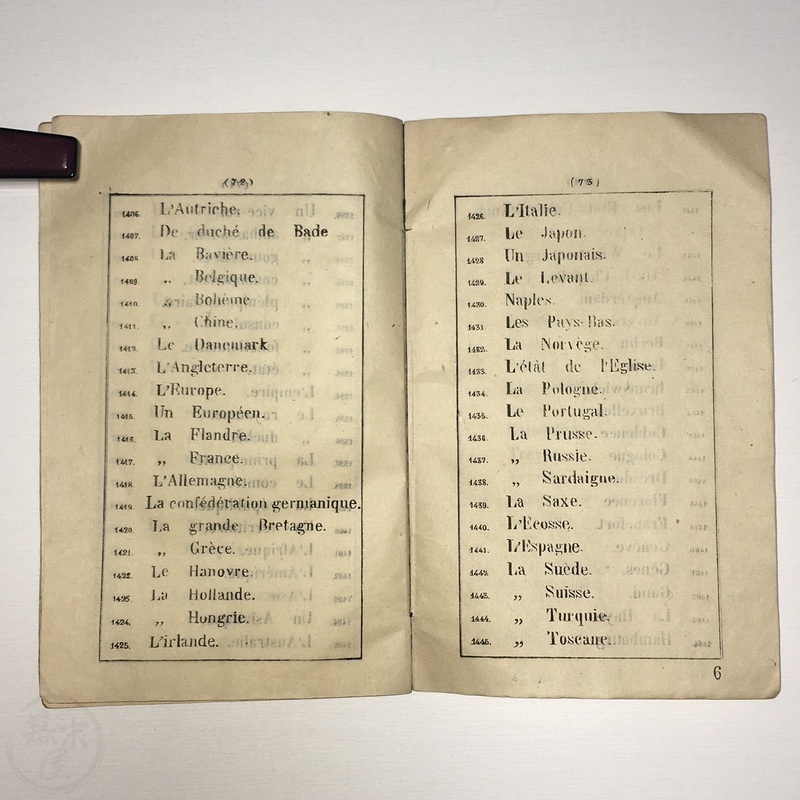 (72)
1406. L'Autriche.
1407. De duché de Bade
1408. La Bavière.
1409. „ Belgique.
1410. „ Bohème
1411. „ Chine.
1412. Le Danemark
1413. L'Angleterre.
1414. L'Europe.
1415. Un Européen.
1416. La Flandre.
1417. „ France.
1418. L'Allemagne.
1419. La confédération germanique.
1420. La grande Bretagne.
1421. „ Grèce.
1422. Le Hanovre.
1423. La Hollande.
1424. „ Hongrie.
1425. L'irlande.
(73)
1426. L'Italie.
1427. Le Japon.
1428 Un Japonais.
1429. Le Levant.
1430. Naples.
1431. Les Pays-Bas.
1432. La Norvège.
1433. L'étât de l'Eglise.
1434. La Pologne.
1435. Le Portugal.
1436. La Prusse.
1437. „ Russie.
1438. „ Sardaigne.
1439. La Saxe.
1440. L'Ecosse.
1441. L'Espagne.
1442. La Suède.
1443. „ Suisse.
1444. „ Turquie.
1445. „ Toscane.
6